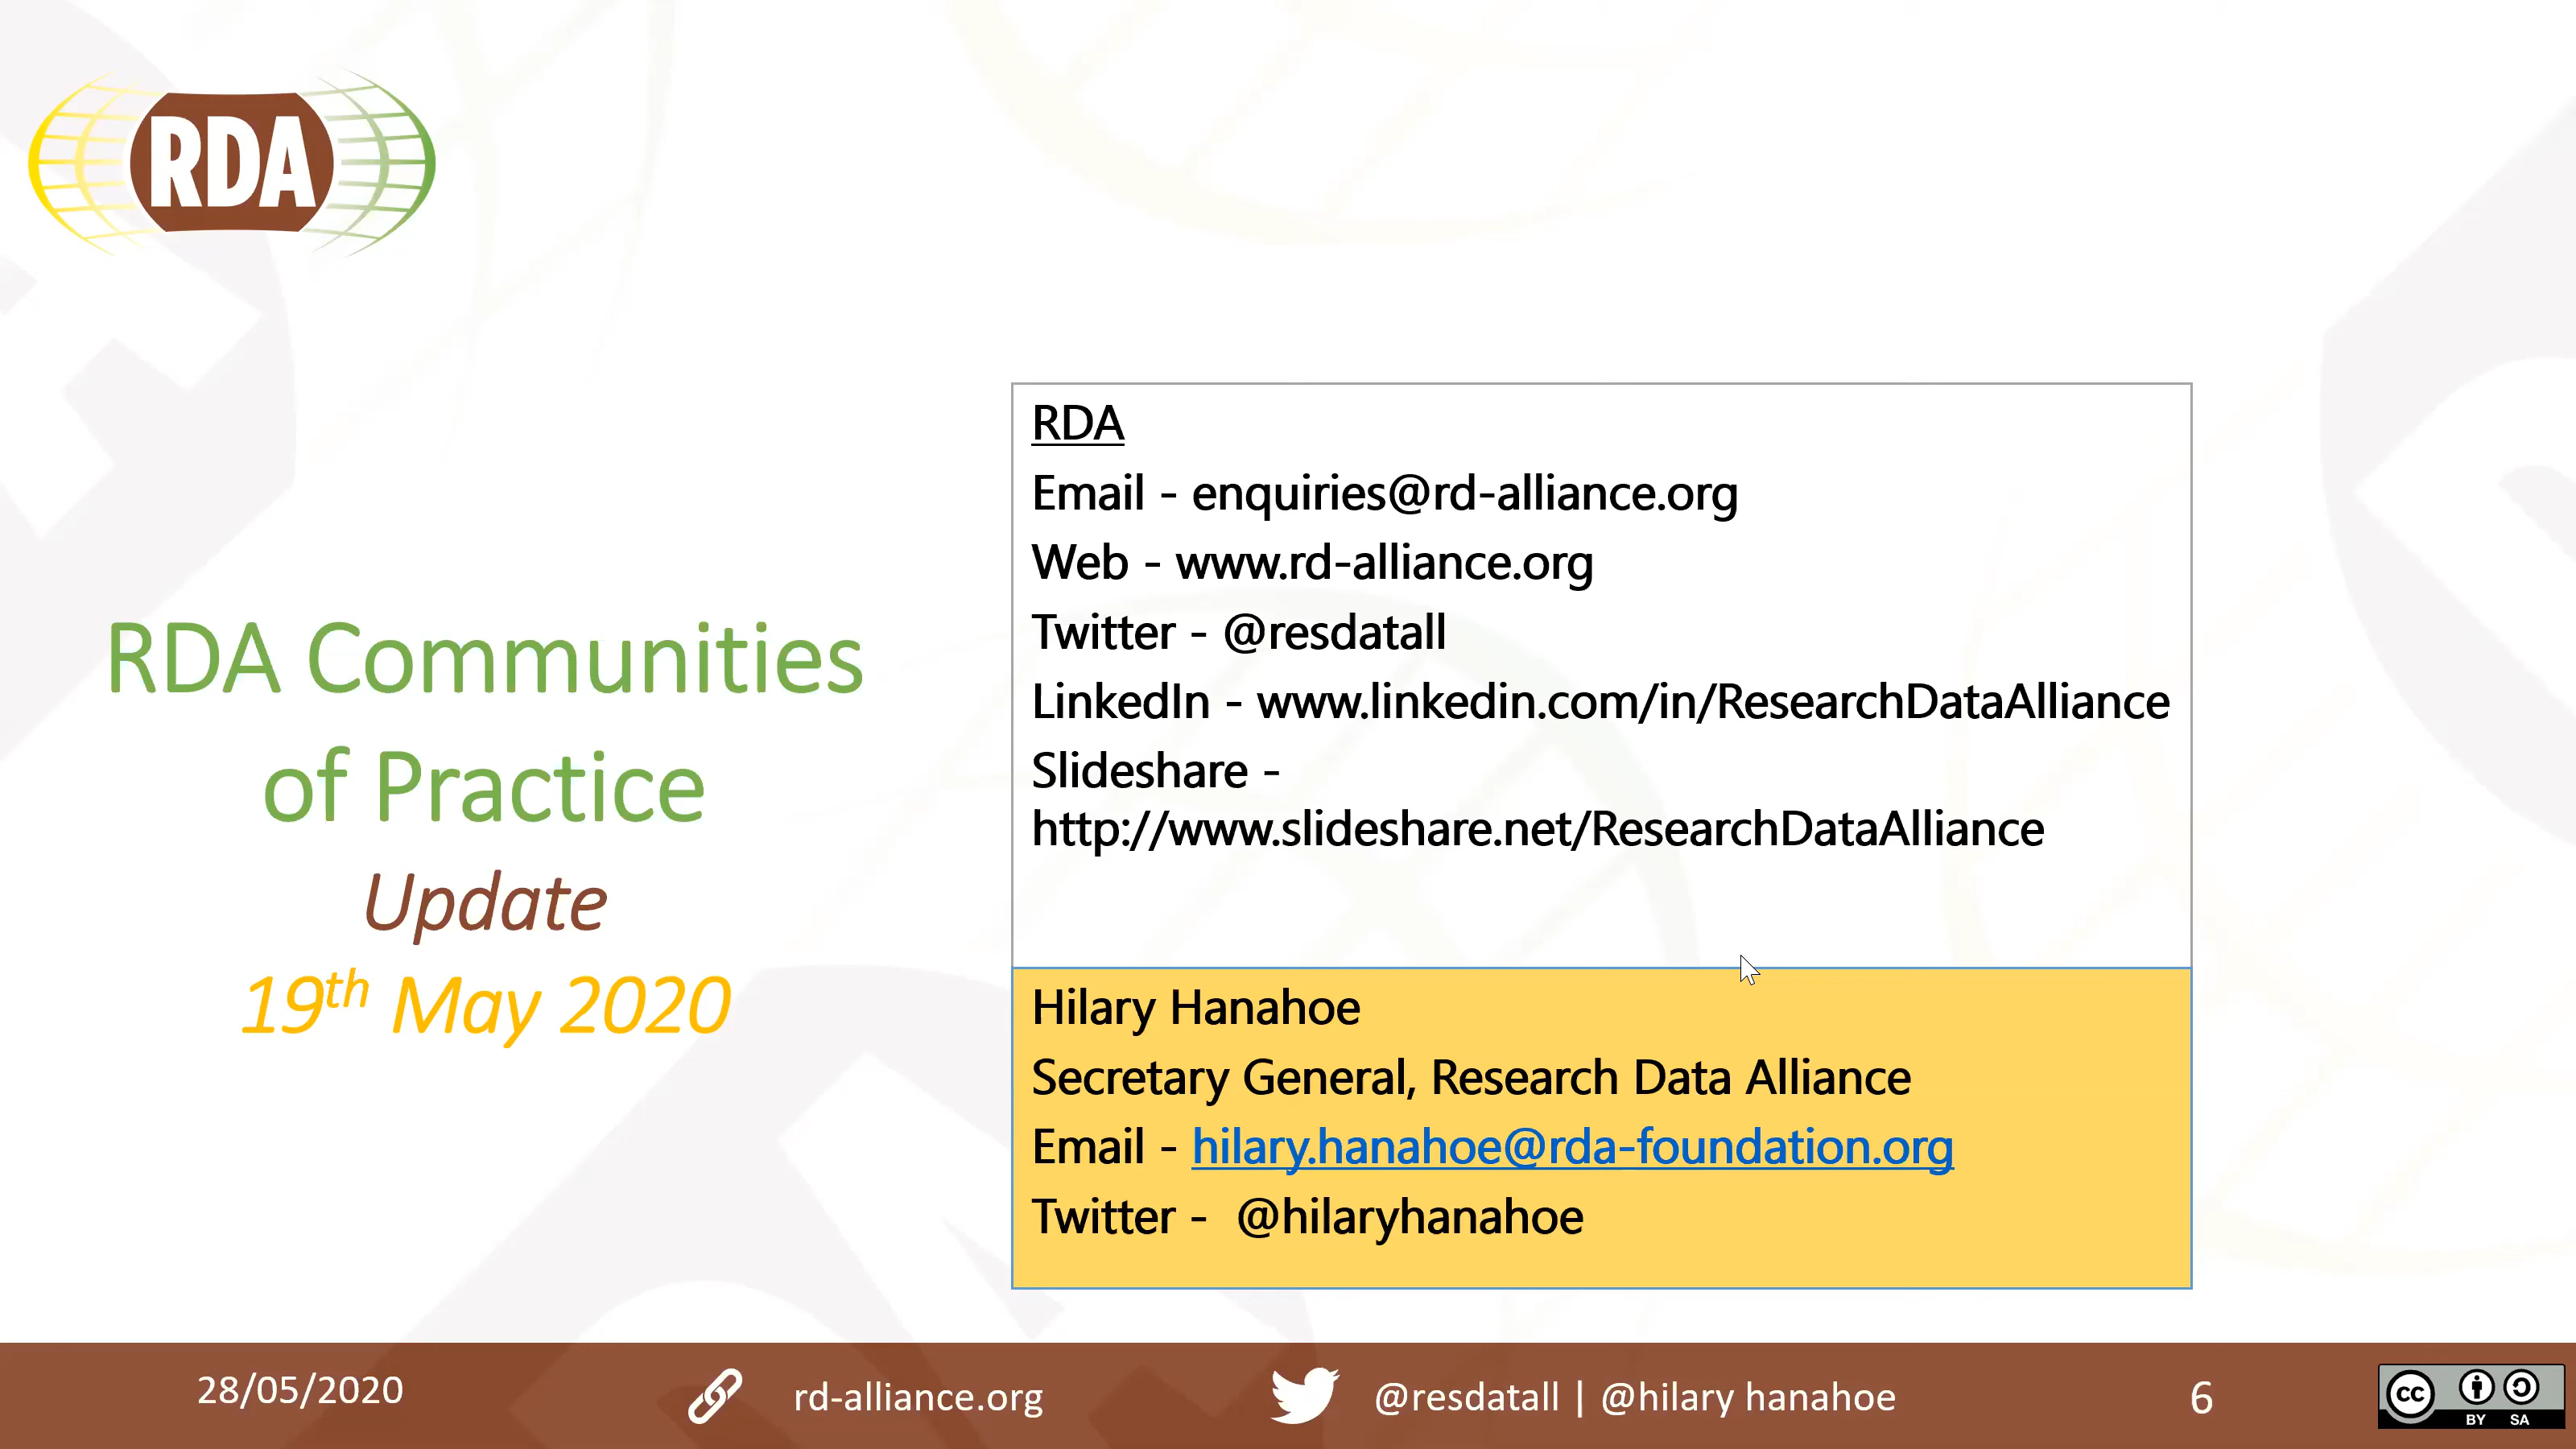 RDA
RDA Communities
of Practice
Update
19th May 2020
RDA
Email - enquiries@rd-alliance.org
Web - www.rd-alliance.org
Twitter - @resdatall
LinkedIn - www.linkedin.com/in/ResearchDataAlliance
Slideshare -
http://www.slideshare.net/ResearchDataAlliance
Hilary Hanahoe
Secretary General, Research Data Alliance
Email - hilary.hanahoe@rda-foundation.org
Twitter -  @hilaryhanahoe
28/05/2020
rd-alliance.org
@resdatall | @hilary hanahoe
6
cc
BY SA